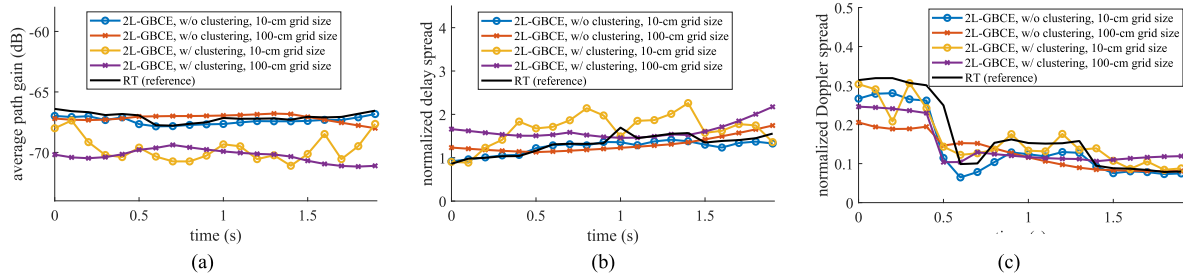 2L-GBCE, w/o clustering, 10-cm grid size
2L-GBCE, w/o clustering, 100-cm grid size
2L-GBCE, w/ clustering, 10-cm grid size
2L-GBCE, w/ clustering, 100-cm grid size
RT (reference)
average path gain (dB)
-60
-65
-70
0
0.5
1
1.5
time (s)
(a)
2L-GBCE, w/o clustering, 10-cm grid size
2L-GBCE, w/o clustering, 100-cm grid size
2L-GBCE, w/ clustering, 10-cm grid size
2L-GBCE, w/ clustering, 100-cm grid size
RT (reference)
normalized delay spread
4
3
2
1
0
0
0.5
1
1.5
time (s)
(b)
2L-GBCE, w/o clustering, 10-cm grid size
2L-GBCE, w/o clustering, 100-cm grid size
2L-GBCE, w/ clustering, 10-cm grid size
2L-GBCE, w/ clustering, 100-cm grid size
RT (reference)
normalized Doppler spread
0.5
0.4
0.3
0.2
0.1
0
0
0.5
1
1.5
(c)